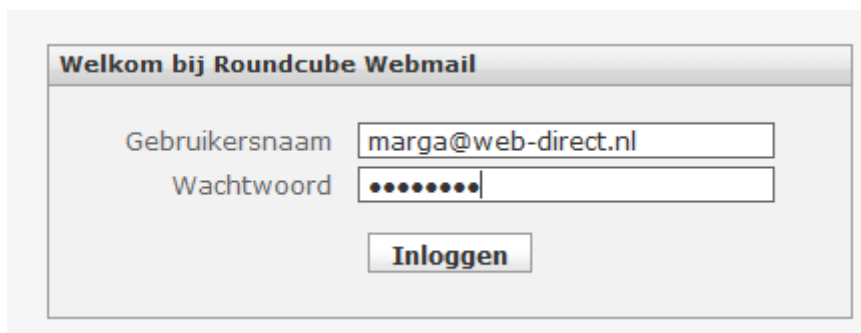 Welkom bij Roundcube Webmail
Gebruikersnaam marga@web-direct.nl
Wachtwoord ••••••••
Inloggen